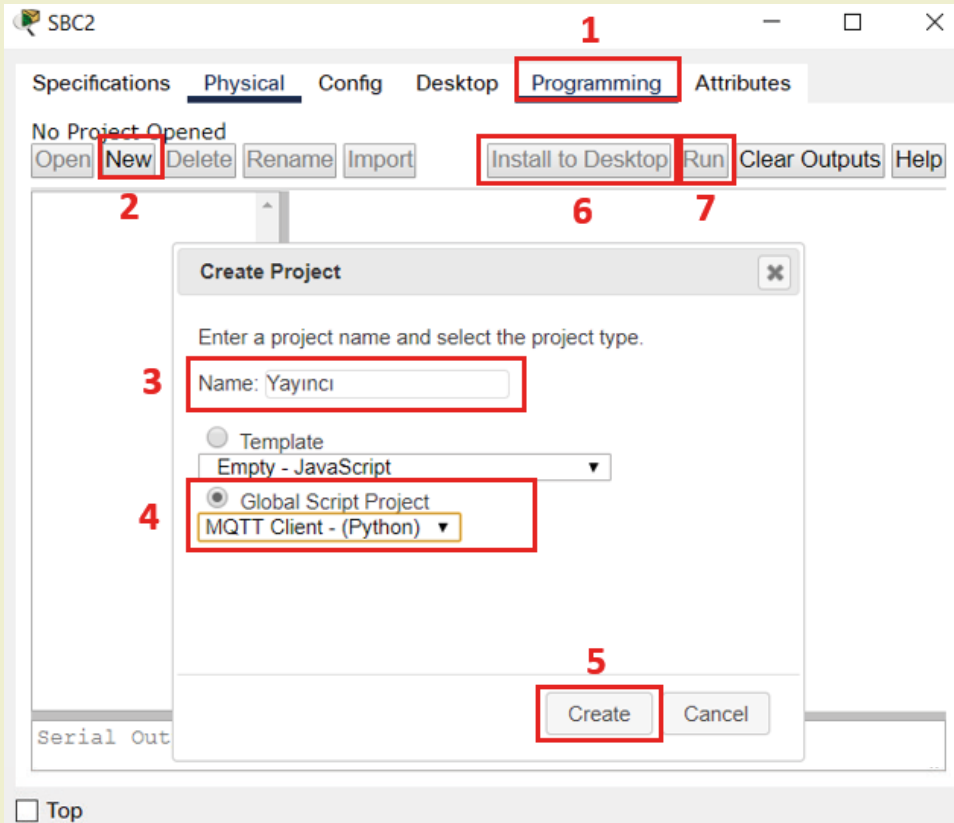 SBC2
1
Specifications Physical Config Desktop Programming Attributes
No Project Opened
Open New Delete Rename Import Install to Desktop Run Clear Outputs Help
2 6 7
Create Project
Enter a project name and select the project type.
3 Name: Yayıncı
Template
Empty - JavaScript
Global Script Project
4 MQTT Client - (Python)
5
Create Cancel
Serial Out
Top